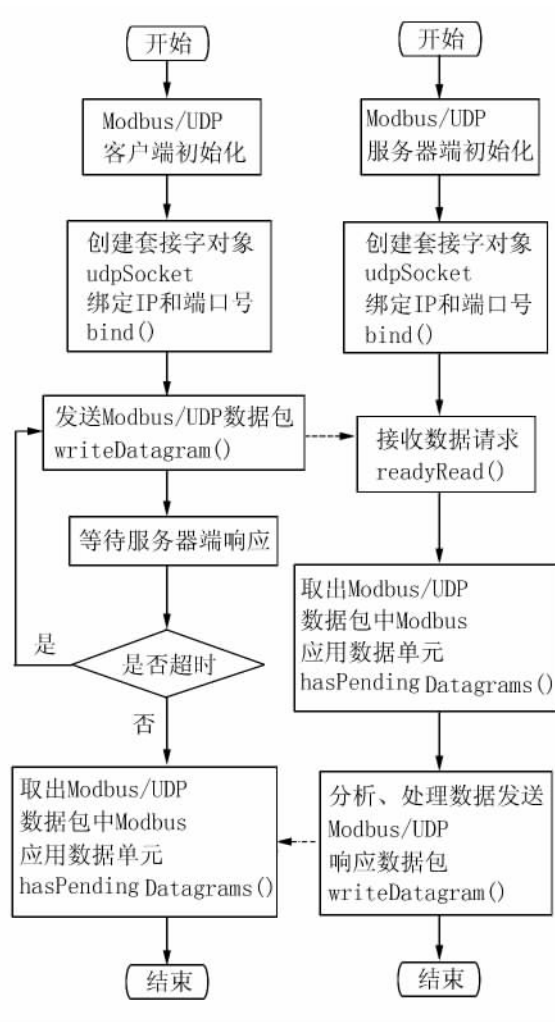 开始
Modbus/UDP
客户端初始化
创建套接字对象
udpSocket
绑定IP和端口号
bind()
发送Modbus/UDP数据包
writeDatagram()
等待服务器端响应
是否超时
是
否
取出Modbus/UDP
数据包中Modbus
应用数据单元
hasPending Datagrams()
结束
开始
Modbus/UDP
服务器端初始化
创建套接字对象
udpSocket
绑定IP和端口号
bind()
接收数据请求
readyRead()
取出Modbus/UDP
数据包中Modbus
应用数据单元
hasPending Datagrams()
分析、处理数据发送
Modbus/UDP
响应数据包
writeDatagram()
结束